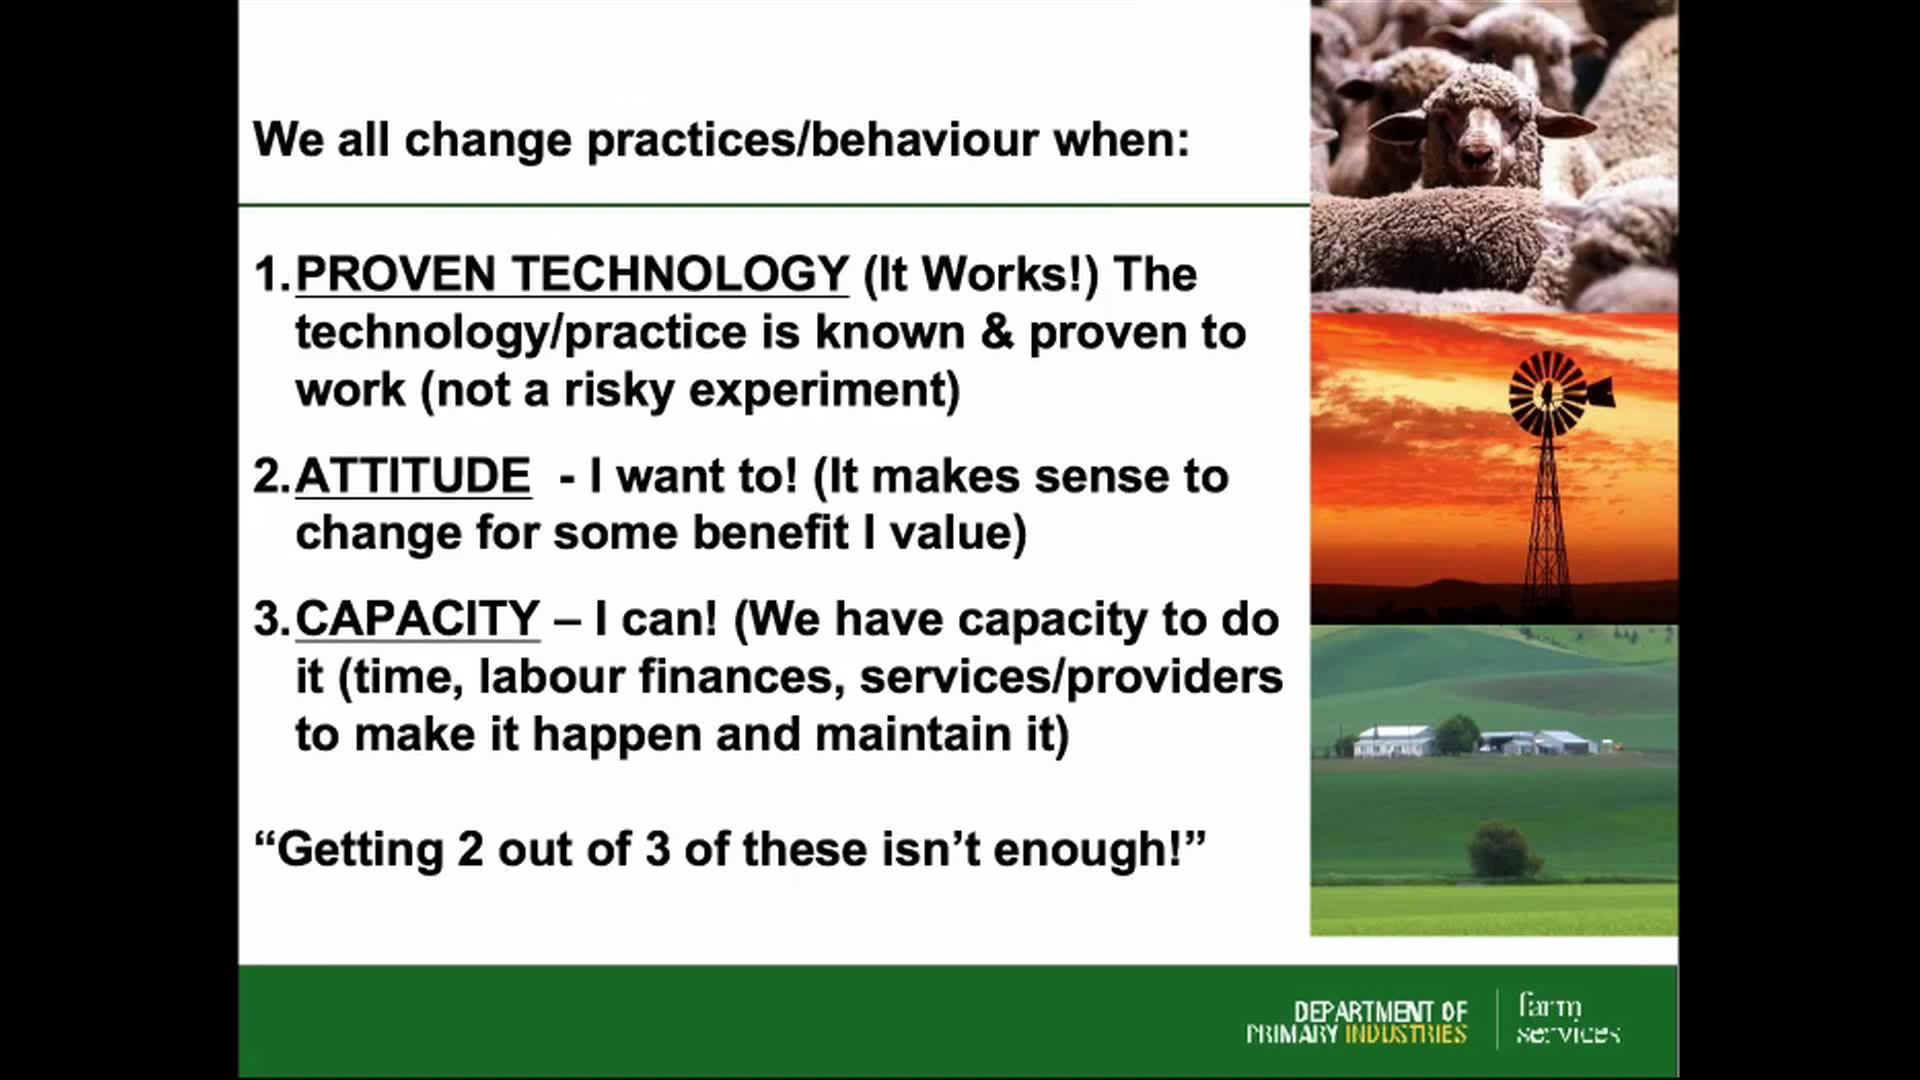 We all change practices/behaviour when:
1. PROVEN TECHNOLOGY (It Works!) The
technology/practice is known & proven to
work (not a risky experiment)
2. ATTITUDE - I want to! (It makes sense to
change for some benefit I value)
3. CAPACITY – I can! (We have capacity to do
it (time, labour finances, services/providers
to make it happen and maintain it)
“Getting 2 out of 3 of these isn’t enough!”
DEPARTMENT OF
PRIMARY INDUSTRIES
farm
services